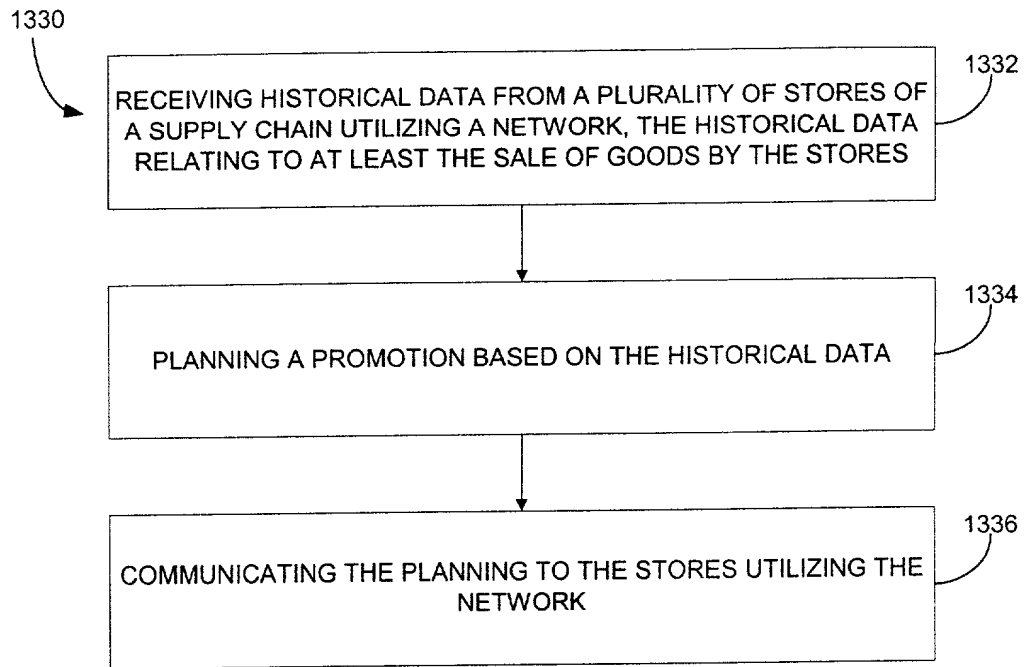 1330
1332
RECEIVING HISTORICAL DATA FROM A PLURALITY OF STORES OF
A SUPPLY CHAIN UTILIZING A NETWORK, THE HISTORICAL DATA
RELATING TO AT LEAST THE SALE OF GOODS BY THE STORES
1334
PLANNING A PROMOTION BASED ON THE HISTORICAL DATA
1336
COMMUNICATING THE PLANNING TO THE STORES UTILIZING THE
NETWORK